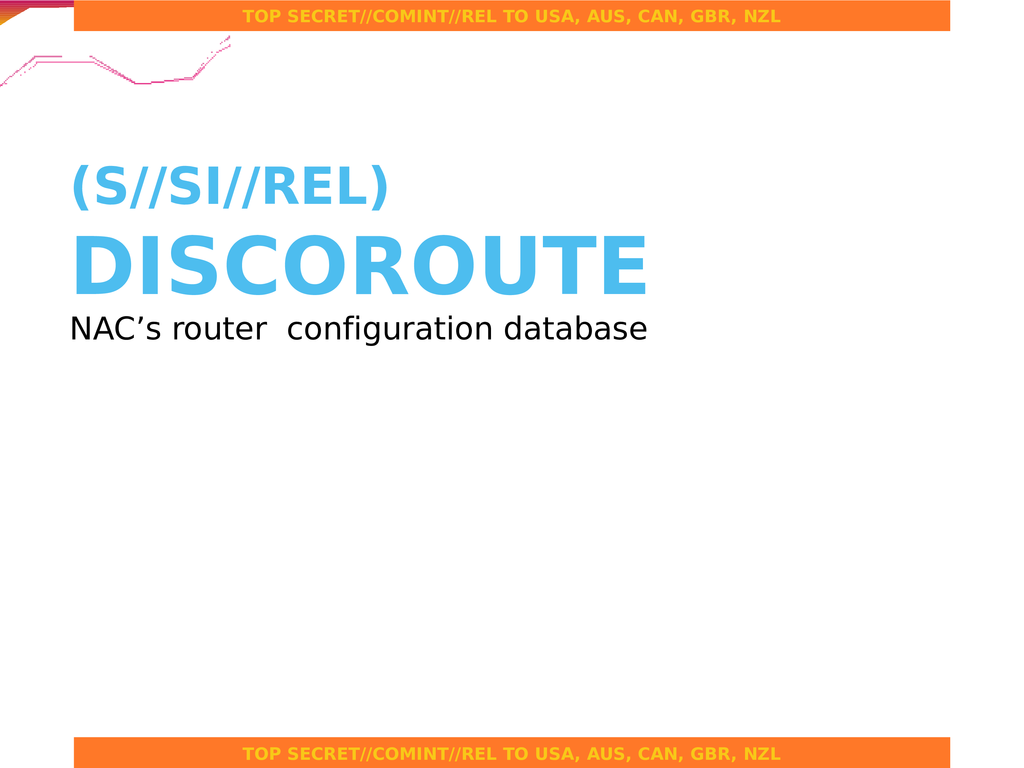 TOP SECRET//COMINT//REL TO USA, AUS, CAN, GBR, NZL
(S//SI//REL)
DISCOROUTE
NAC’s router  configuration database
TOP SECRET//COMINT//REL TO USA, AUS, CAN, GBR, NZL